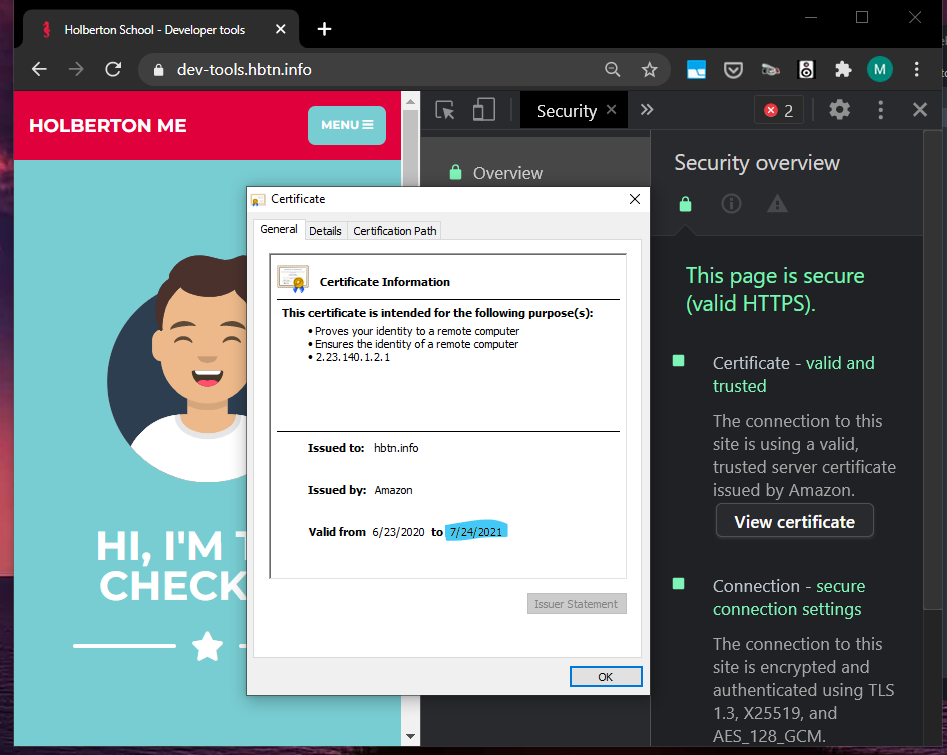 Holberton School - Developer tools
dev-tools.hbtn.info
M
HOLBERTON ME
MENU
HI, I'M T
CHECK
Security
2
Overview
Security overview
This page is secure
(valid HTTPS).
Certificate - valid and
trusted
The connection to this
site is using a valid,
trusted server certificate
issued by Amazon.
View certificate
Connection - secure
connection settings
The connection to this
site is encrypted and
authenticated using TLS
1.3, X25519, and
AES_128_GCM.
Certificate
General Details Certification Path
Certificate Information
This certificate is intended for the following purpose(s):
• Proves your identity to a remote computer
• Ensures the identity of a remote computer
• 2.23.140.1.2.1
Issued to: hbtn.info
Issued by: Amazon
Valid from 6/23/2020 to 7/24/2021
Issuer Statement
OK